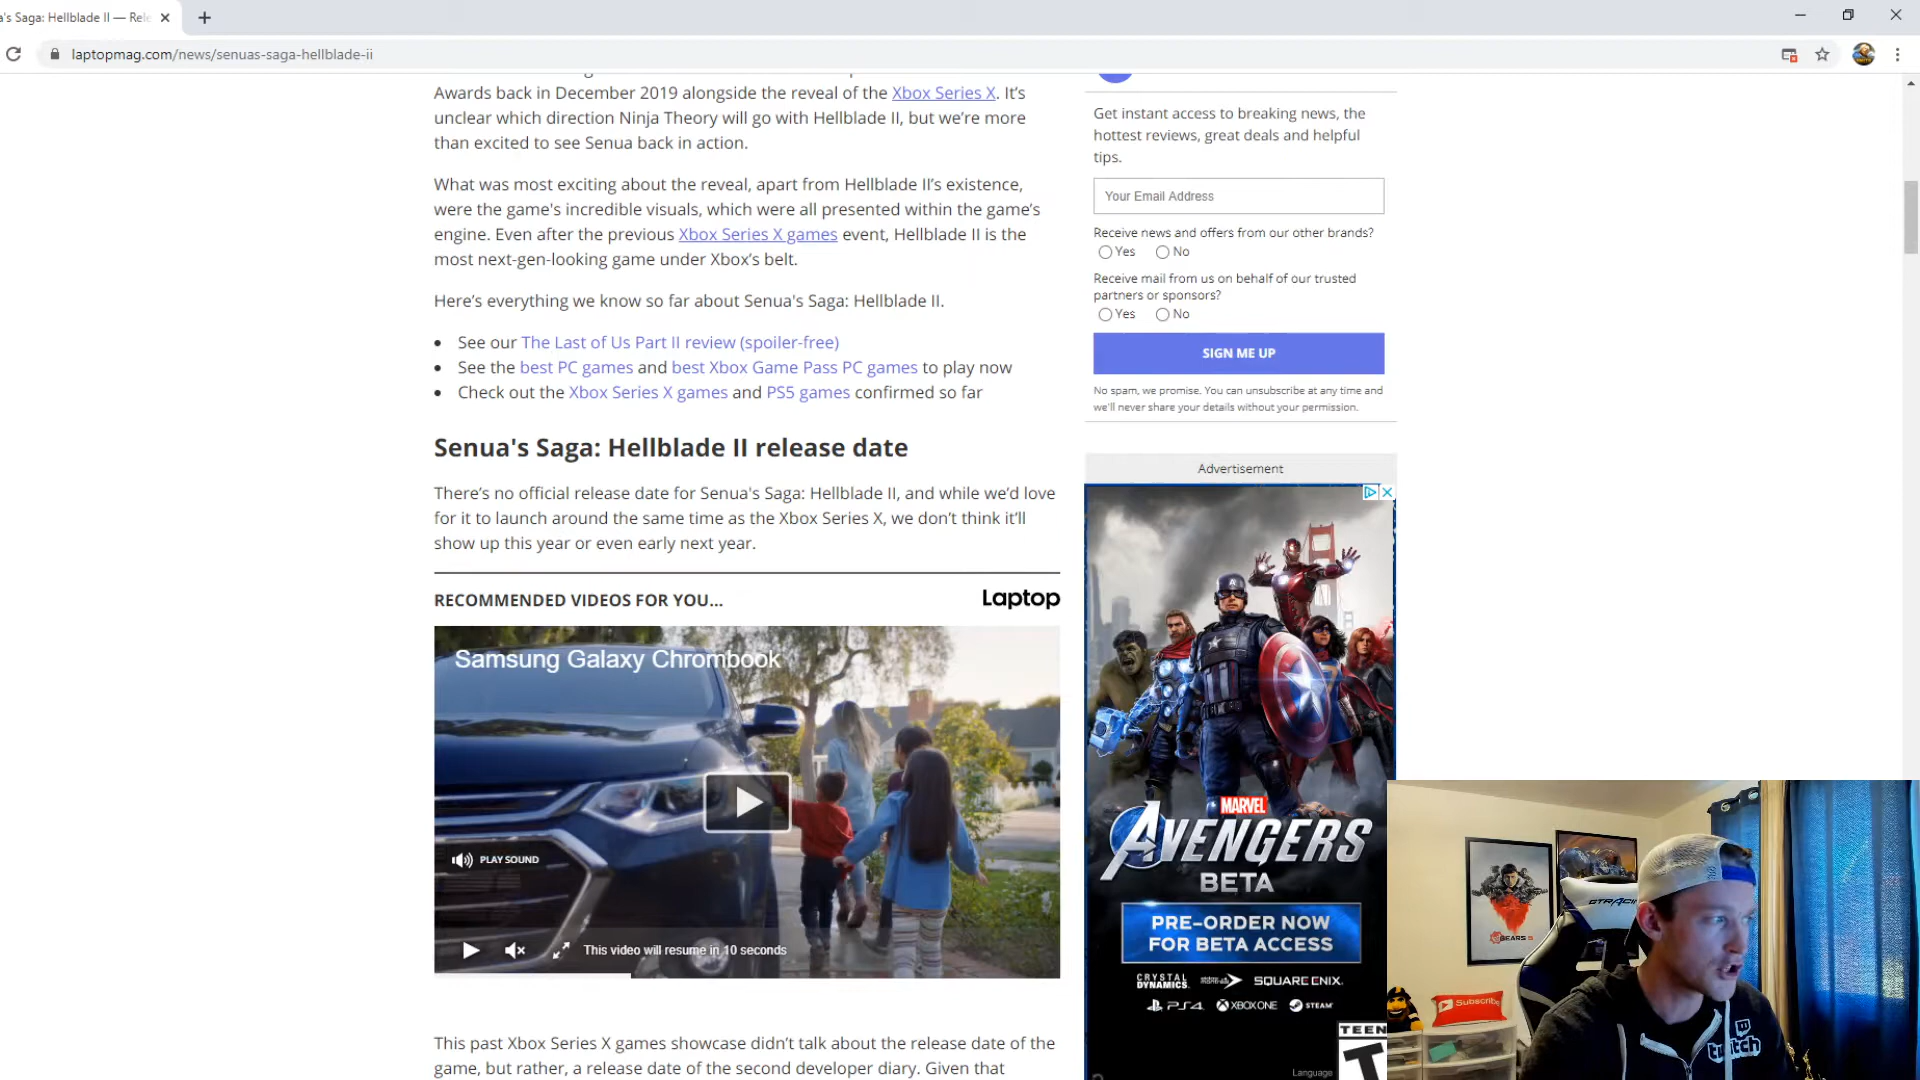 's Saga: Hellblade II — Rele
laptopmag.com/news/senuas-saga-hellblade-ii
Awards back in December 2019 alongside the reveal of the Xbox Series X. It's
unclear which direction Ninja Theory will go with Hellblade II, but we're more
than excited to see Senua back in action.
What was most exciting about the reveal, apart from Hellblade II's existence,
were the game's incredible visuals, which were all presented within the game's
engine. Even after the previous Xbox Series X games event, Hellblade II is the
most next-gen-looking game under Xbox's belt.
Here's everything we know so far about Senua's Saga: Hellblade II.
• See our The Last of Us Part II review (spoiler-free)
• See the best PC games and best Xbox Game Pass PC games to play now
• Check out the Xbox Series X games and PS5 games confirmed so far
Senua's Saga: Hellblade II release date
There's no official release date for Senua's Saga: Hellblade II, and while we'd love
for it to launch around the same time as the Xbox Series X, we don't think it'll
show up this year or even early next year.
RECOMMENDED VIDEOS FOR YOU...
Laptop
Samsung Galaxy Chrombook
PLAY SOUND
This video will resume in 10 seconds
This past Xbox Series X games showcase didn't talk about the release date of the
game, but rather, a release date of the second developer diary. Given that
Get instant access to breaking news, the
hottest reviews, great deals and helpful
tips.
Your Email Address
Receive news and offers from our other brands?
Yes No
Receive mail from us on behalf of our trusted
partners or sponsors?
Yes No
SIGN ME UP
No spam, we promise. You can unsubscribe at any time and
we'll never share your details without your permission.
Advertisement
MARVEL
AVENGERS
BETA
PRE-ORDER NOW
FOR BETA ACCESS
CRYSTAL
DYNAMICS
SQUARE ENIX.
PS4 XBOX ONE STEAM
TEEN
T
Language
GEARS 5
GTRACING
Subscribe
twitch